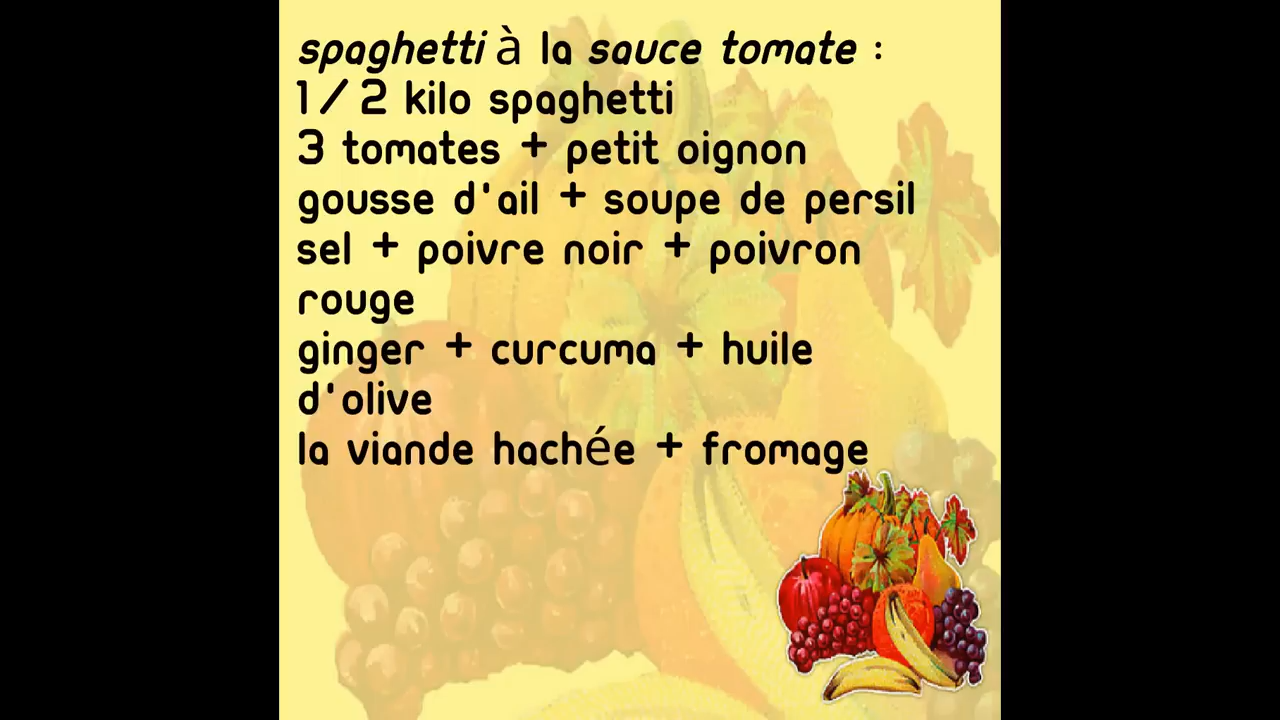 spaghetti à la sauce tomate :
1/2 kilo spaghetti
3 tomates + petit oignon
gousse d'ail + soupe de persil
sel + poivre noir + poivron
rouge
ginger + curcuma + huile
d'olive
la viande hachée + fromage